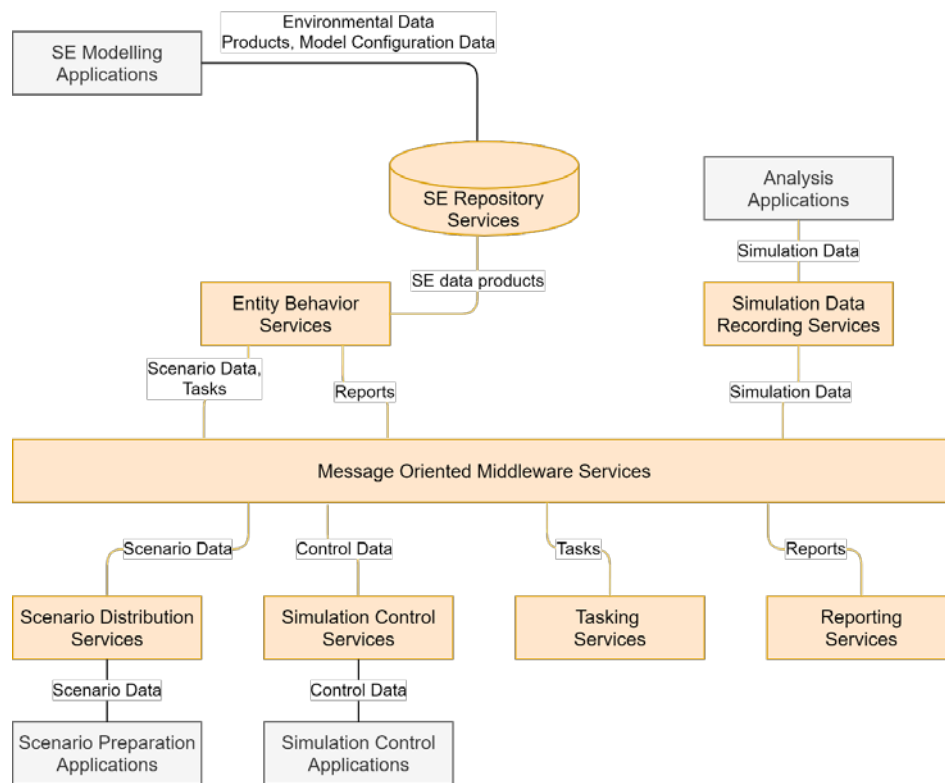 Environmental Data
Products, Model Configuration Data
SE Modelling
Applications
SE Repository
Services
Analysis
Applications
Simulation Data
SE data products
Entity Behavior
Services
Simulation Data
Recording Services
Scenario Data,
Tasks
Reports
Simulation Data
Message Oriented Middleware Services
Scenario Data
Control Data
Tasks
Reports
Scenario Distribution
Services
Simulation Control
Services
Tasking
Services
Reporting
Services
Scenario Data
Control Data
Scenario Preparation
Applications
Simulation Control
Applications